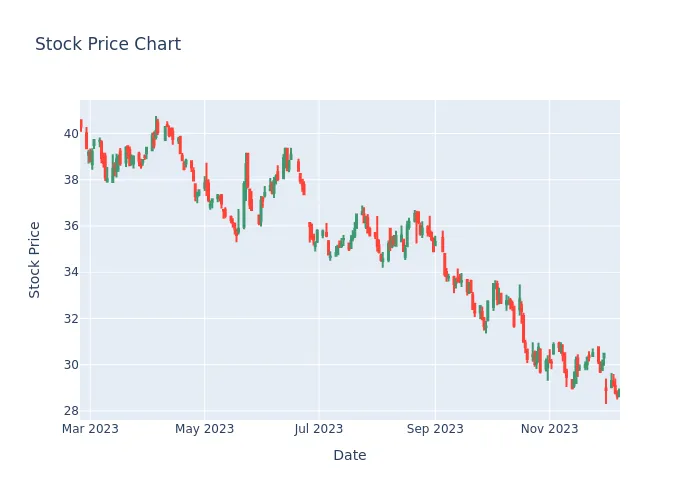 Stock Price Chart
40
38
36
34
32
30
28
Stock Price
Mar 2023
May 2023
Jul 2023
Sep 2023
Nov 2023
Date